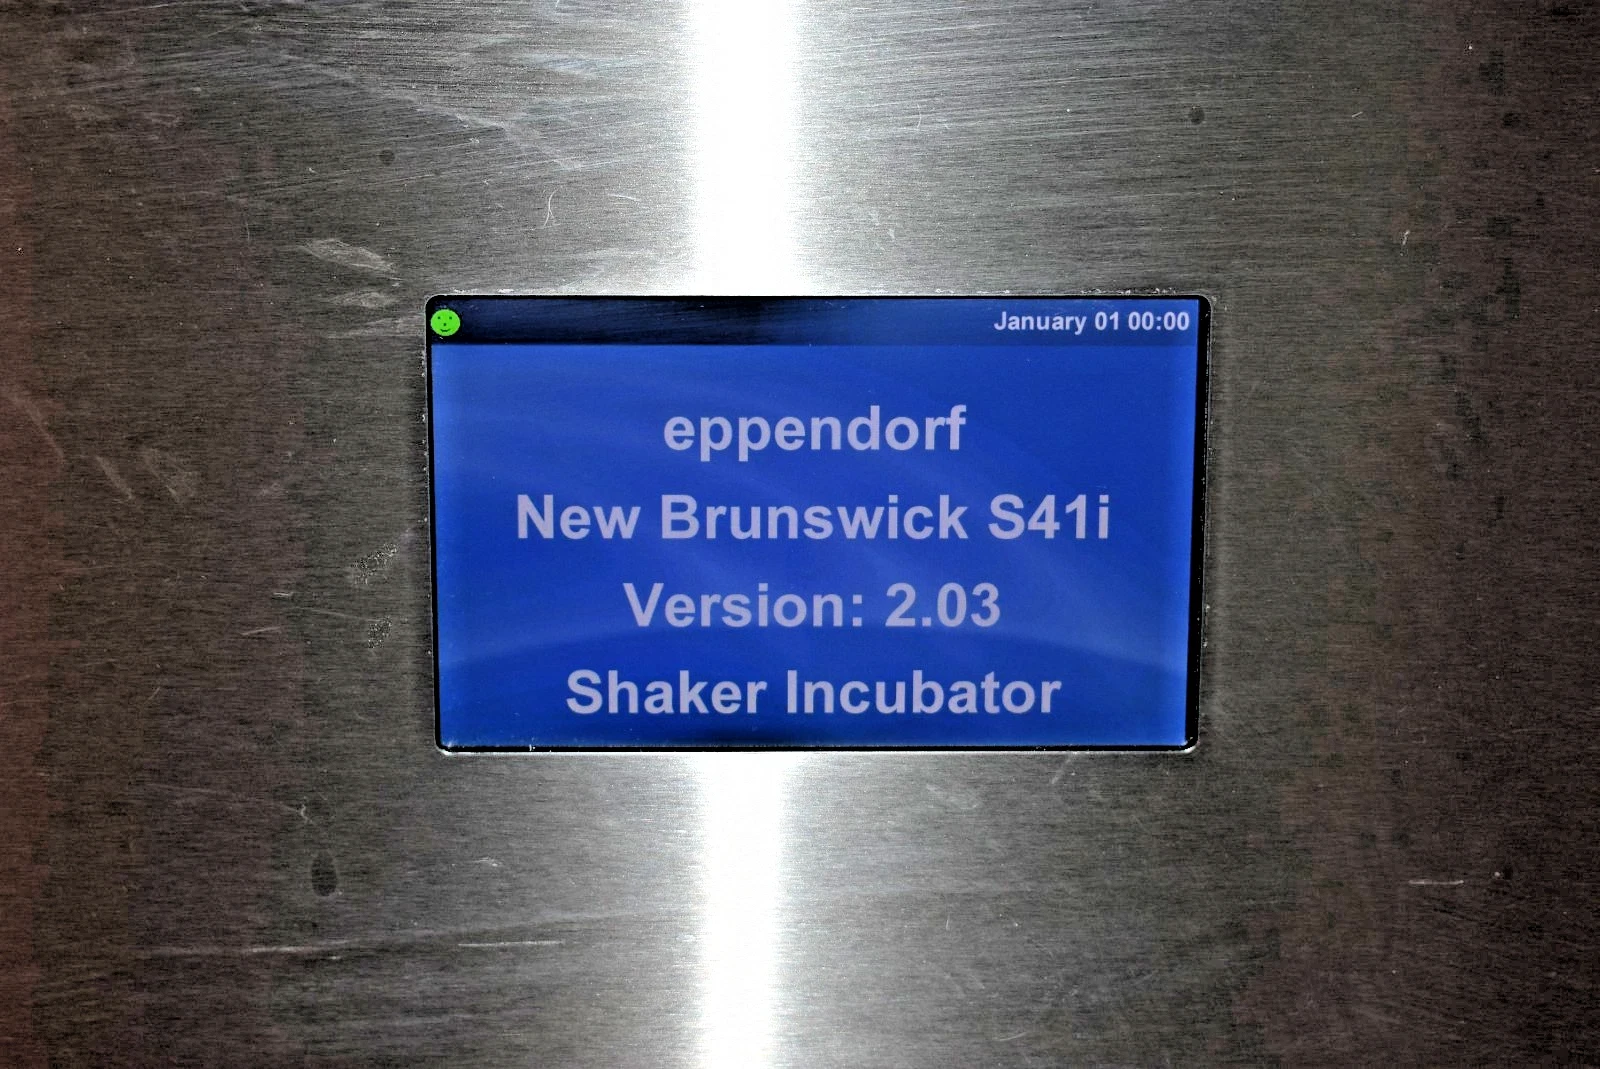 January 01 00:00
eppendorf
New Brunswick S41i
Version: 2.03
Shaker Incubator